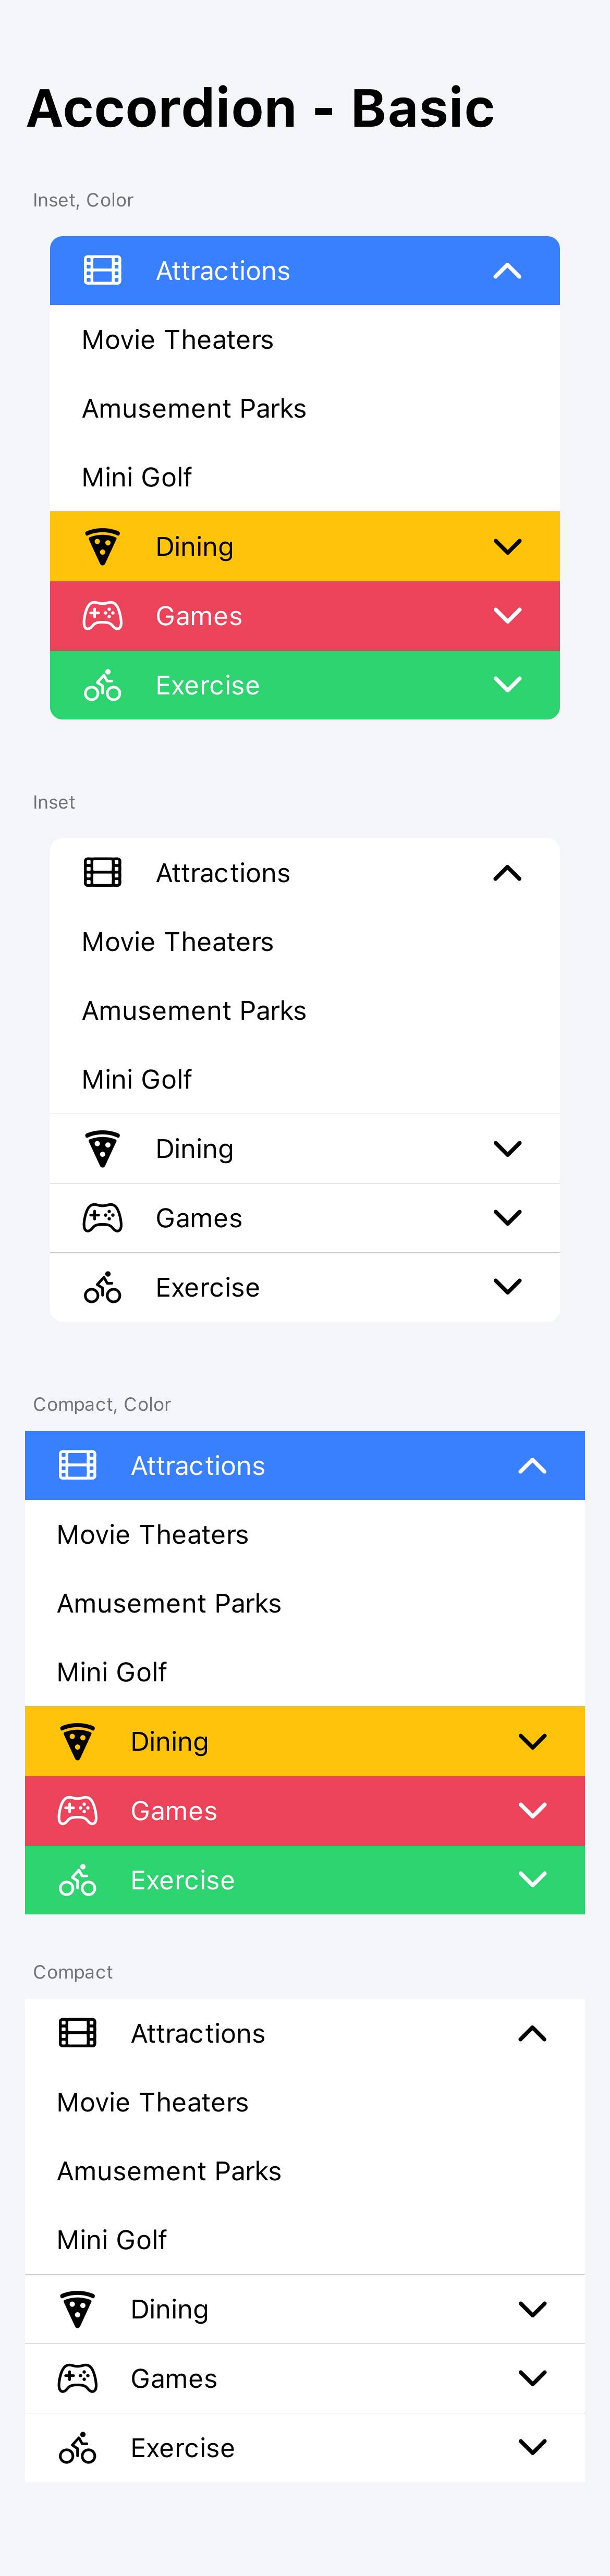 Accordion - Basic
Inset, Color
Attractions
Movie Theaters
Amusement Parks
Mini Golf
Dining
Games
Exercise
Inset
Attractions
Movie Theaters
Amusement Parks
Mini Golf
Dining
Games
Exercise
Compact, Color
Attractions
Movie Theaters
Amusement Parks
Mini Golf
Dining
Games
Exercise
Compact
Attractions
Movie Theaters
Amusement Parks
Mini Golf
Dining
Games
Exercise